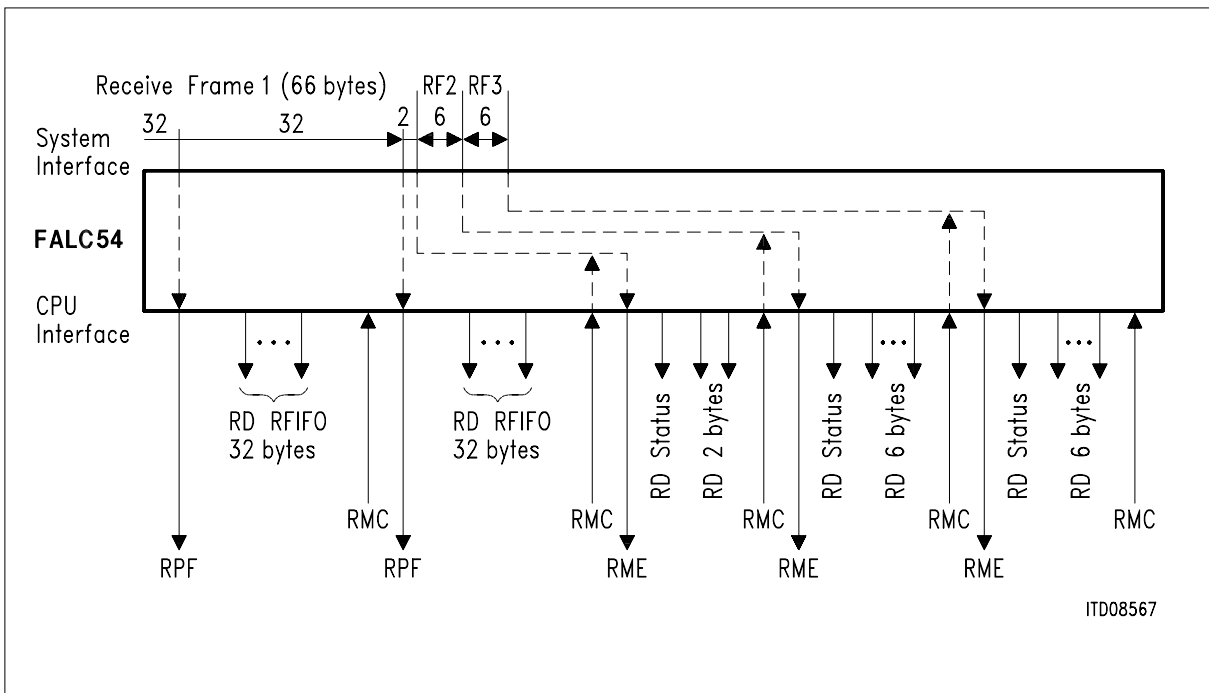 Receive Frame 1 (66 bytes) RF2 RF3
32 32 2 6 6
System
Interface
FALC54
CPU
Interface
RD RFIFO
32 bytes
RD RFIFO
32 bytes
RD Status
RD 2 bytes
RD Status
RD 6 bytes
RD Status
RD 6 bytes
RMC RMC RMC RMC RMC
RPF RPF RME RME RME
ITD08567